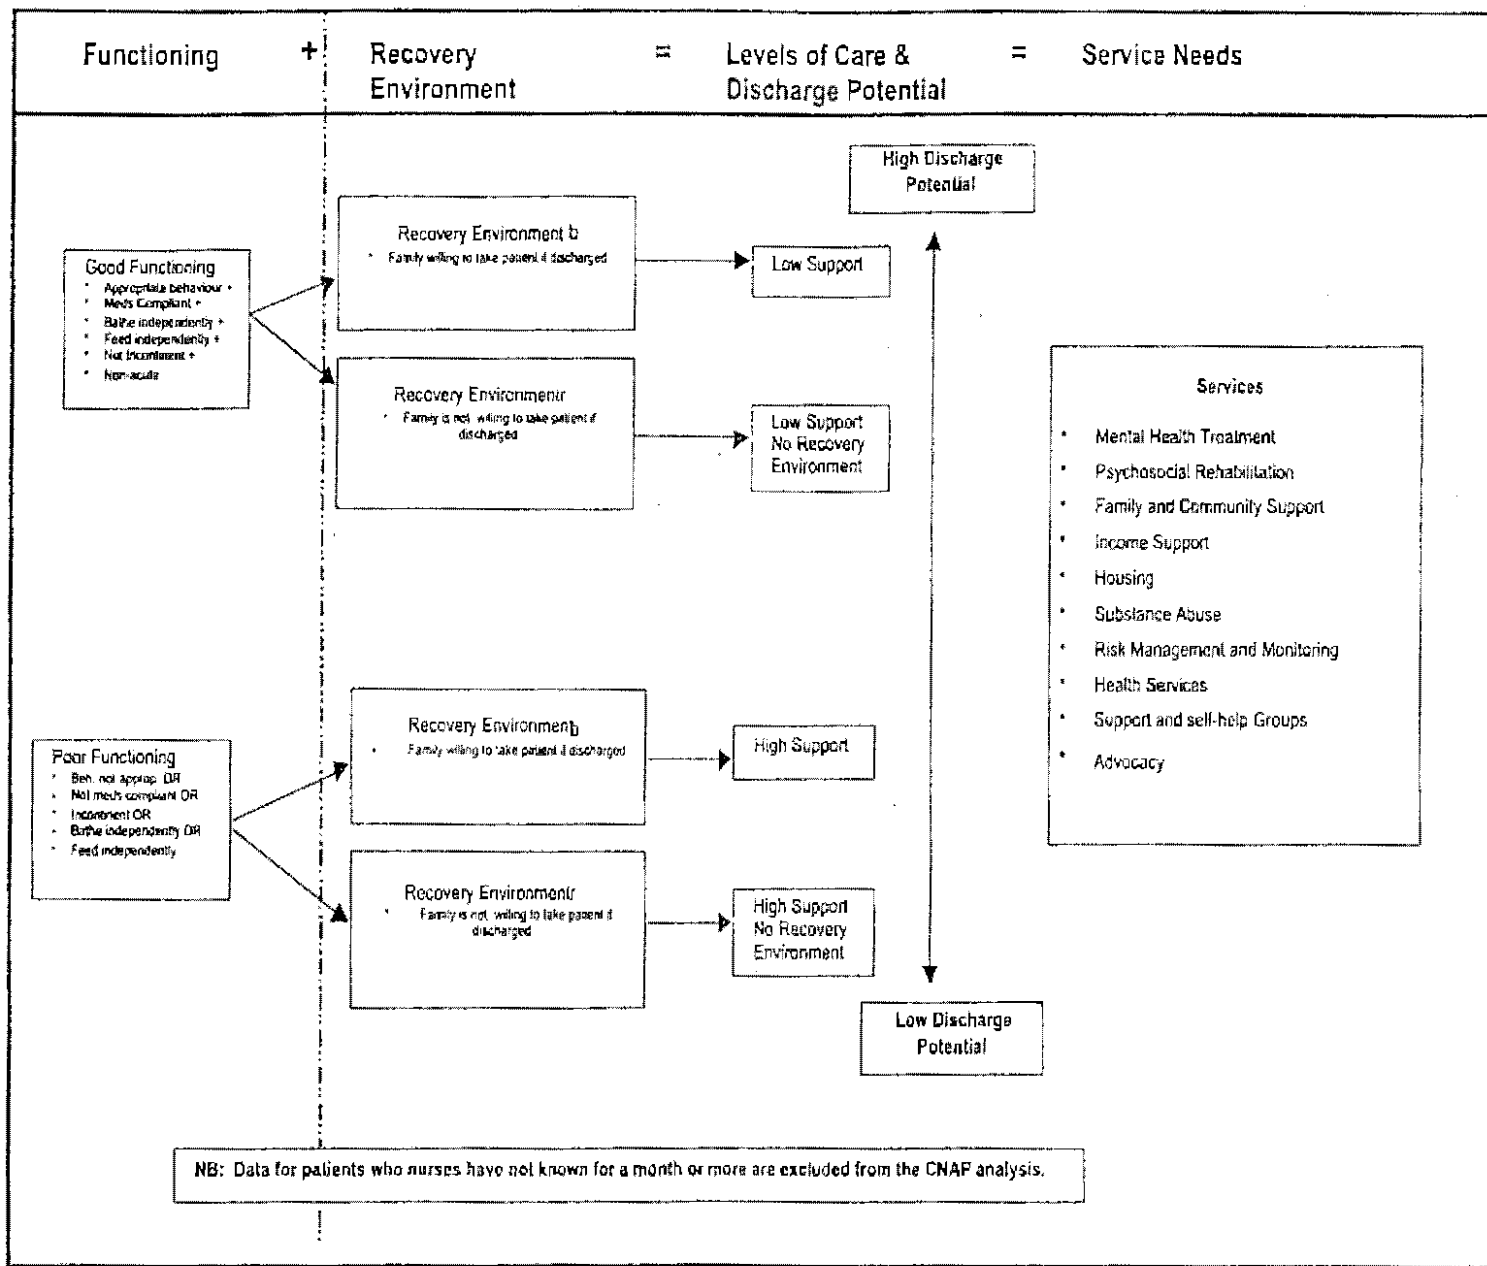 Functioning + Recovery Environment = Levels of Care & Discharge Potential = Service Needs
High Discharge
Potential
Recovery Environment b
* Family willing to take patient if discharged
Low Support
Good Functioning
* Appropriate behaviour +
* Meds Compliant +
* Bathe independently +
* Feed independently +
* Not Incontinent +
* Non-acute
Recovery Environmentr
* Family is not willing to take patient if
discharged
Low Support
No Recovery
Environment
Services
* Mental Health Treatment
* Psychosocial Rehabilitation
* Family and Community Support
* Income Support
* Housing
* Substance Abuse
* Risk Management and Monitoring
* Health Services
* Support and self-help Groups
* Advocacy
Recovery Environmentb
* Family willing to take patient if discharged
High Support
Poor Functioning
* Beh. not approp. OR
* Not meds compliant OR
* Incontinent OR
* Bathe independently OR
* Feed independently
Recovery Environmentr
* Family is not willing to take patient if
discharged
High Support
No Recovery
Environment
Low Discharge
Potential
NB: Data for patients who nurses have not known for a month or more are excluded from the CNAP analysis.